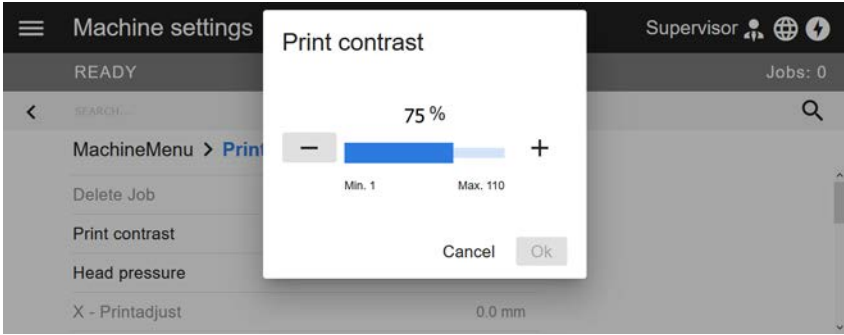 Machine settings
Supervisor
READY
Jobs: 0
SEARCH...
MachineMenu > Print
Delete Job
Print contrast
Head pressure
X - Printadjust 0.0 mm
Print contrast
75 %
− +
Min. 1 Max. 110
Cancel Ok